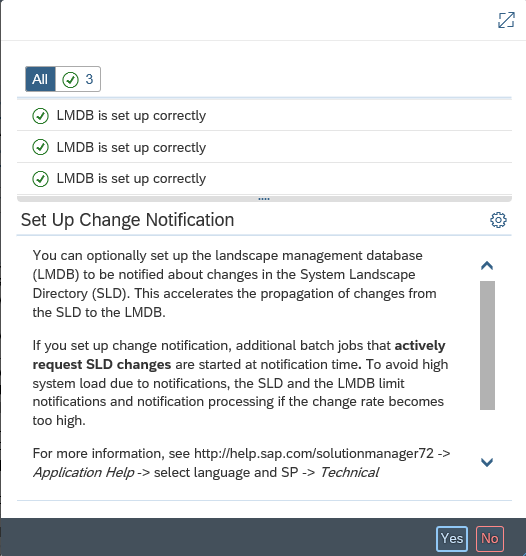 All 3
LMDB is set up correctly
LMDB is set up correctly
LMDB is set up correctly
Set Up Change Notification
You can optionally set up the landscape management database
(LMDB) to be notified about changes in the System Landscape
Directory (SLD). This accelerates the propagation of changes from
the SLD to the LMDB.
If you set up change notification, additional batch jobs that actively
request SLD changes are started at notification time. To avoid high
system load due to notifications, the SLD and the LMDB limit
notifications and notification processing if the change rate becomes
too high.
For more information, see http://help.sap.com/solutionmanager72 ->
Application Help -> select language and SP -> Technical
Yes No